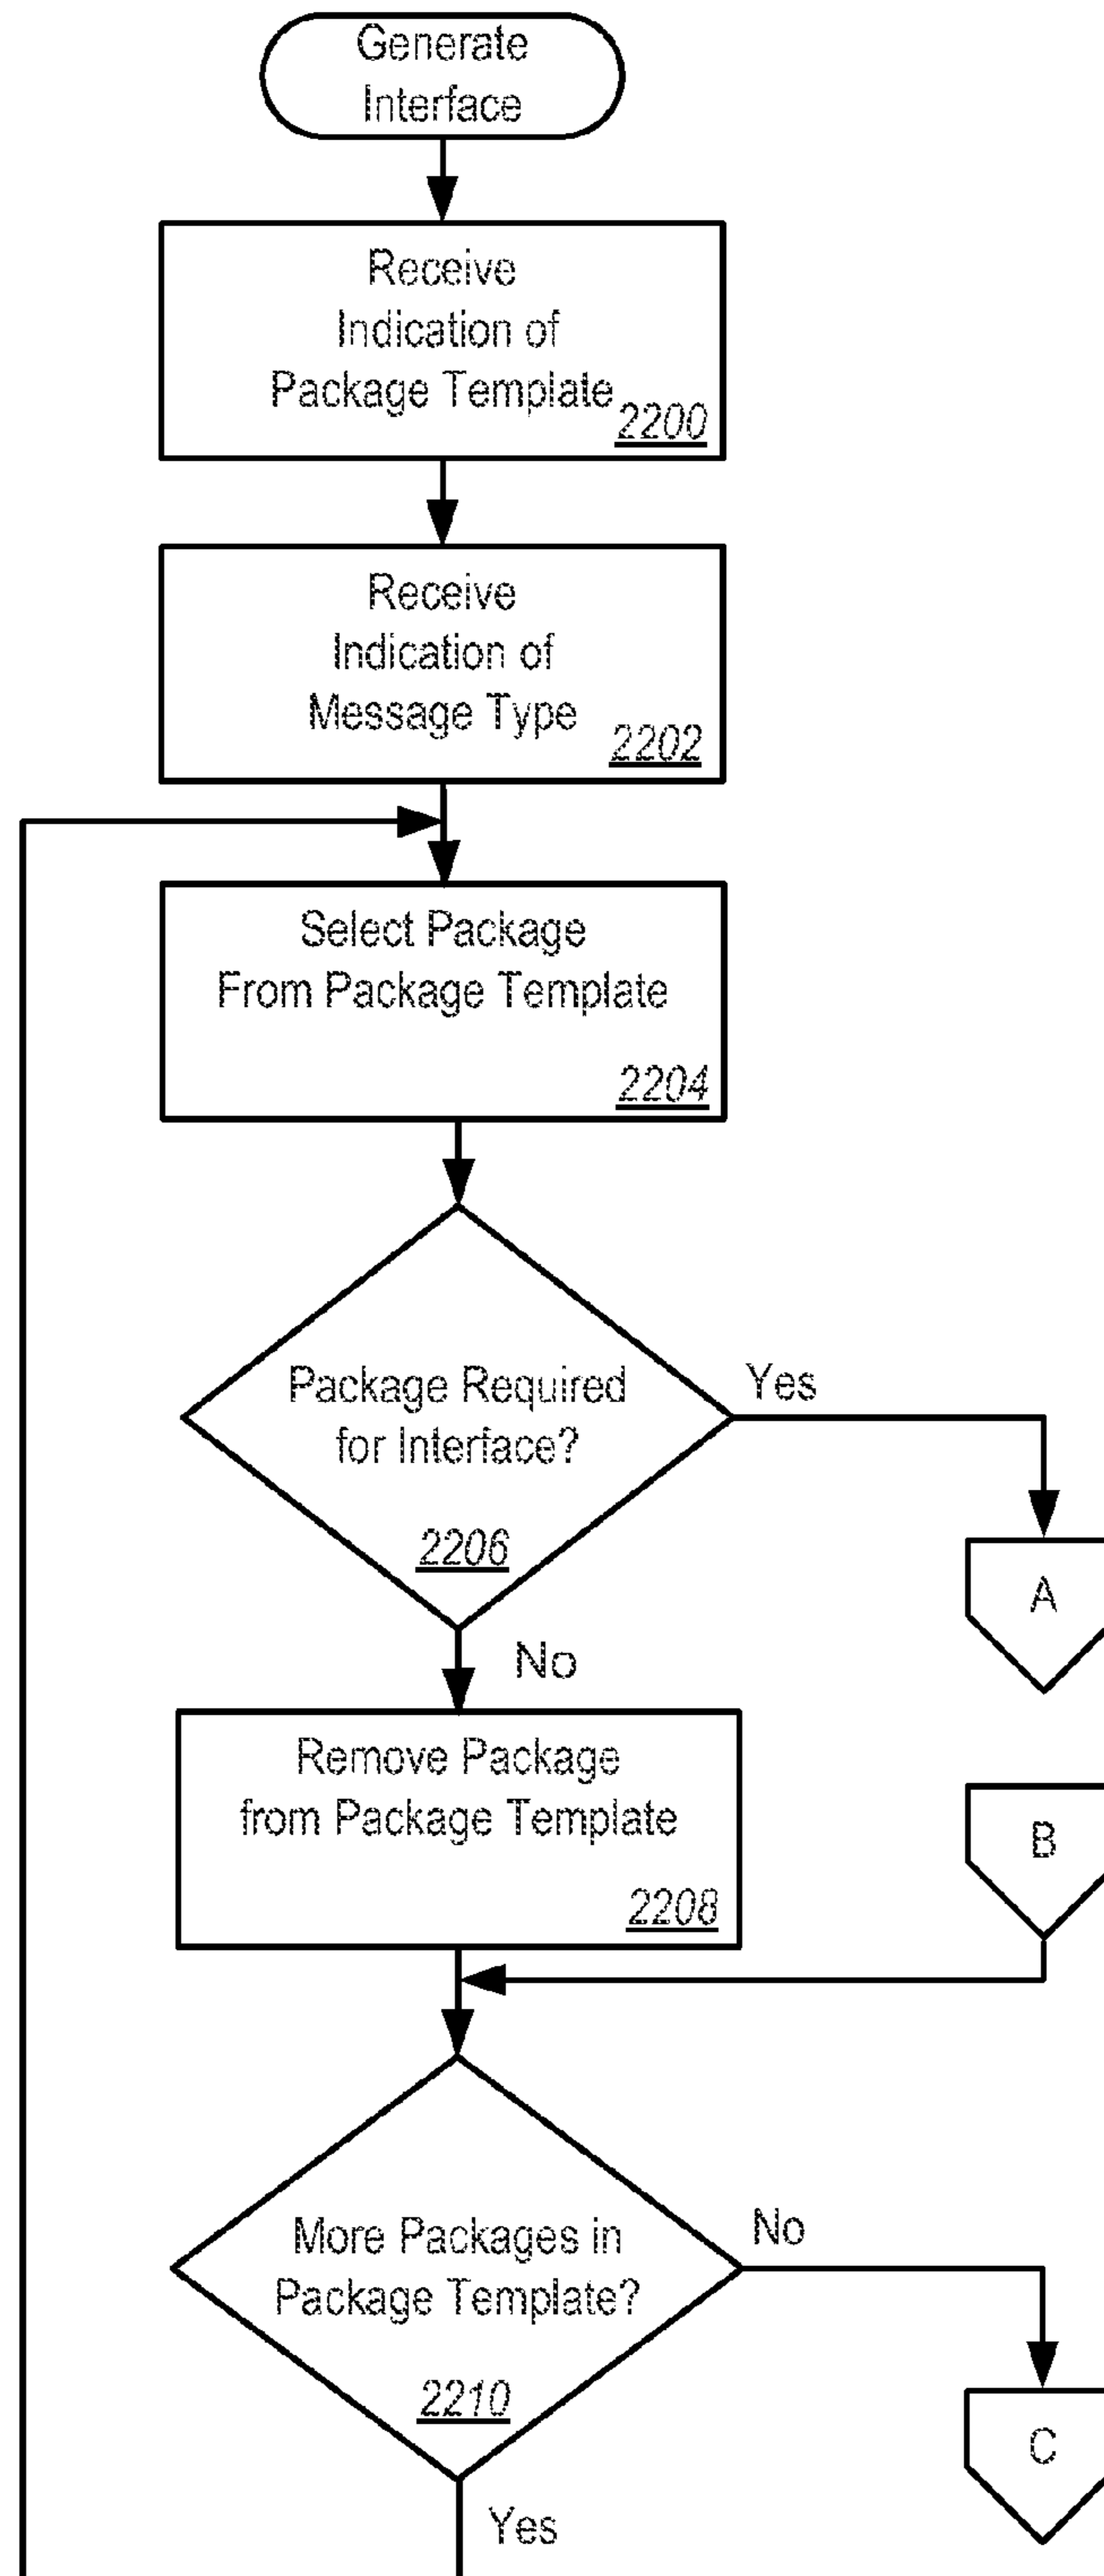 Generate
Interface
Receive
Indication of
Package Template
2200
Receive
Indication of
Message Type
2202
Select Package
From Package Template
2204
Package Required
for Interface?
2206
Yes
A
No
Remove Package
from Package Template
2208
B
More Packages in
Package Template?
2210
No
C
Yes